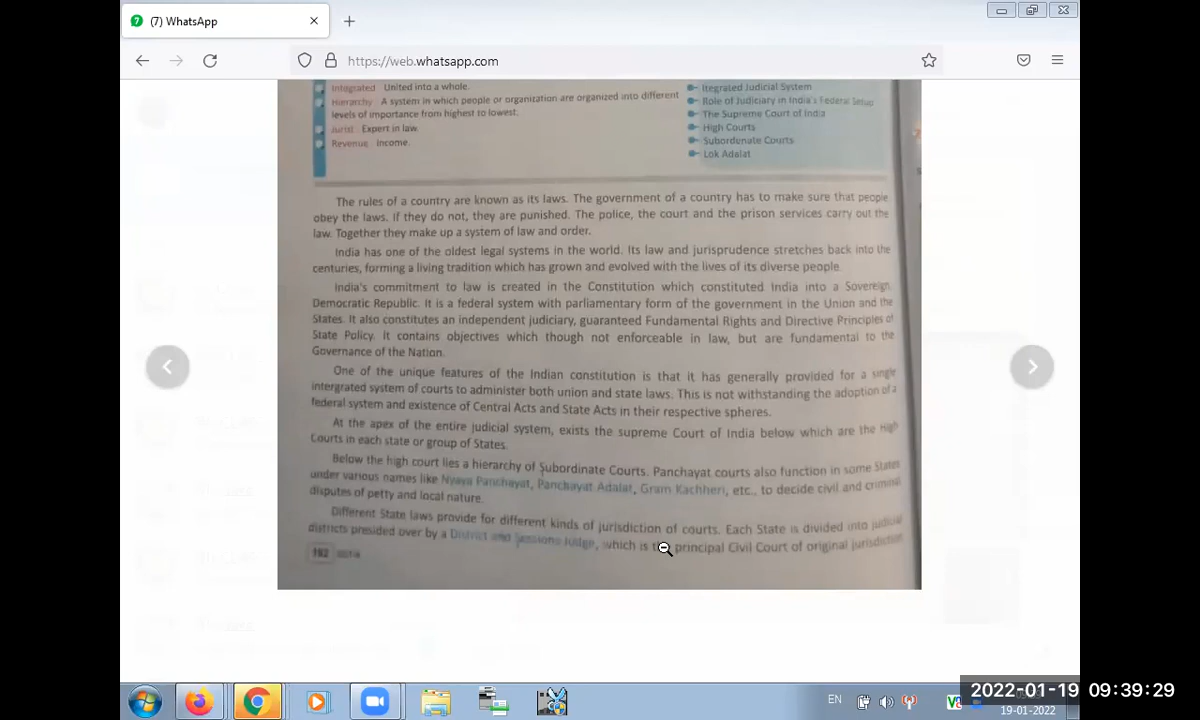 (7) WhatsApp
https://web.whatsapp.com
Integrated United into a whole.
Hierarchy A system in which people or organization are organized into different
levels of importance from highest to lowest.
Jurist Expert in law.
Revenue Income.
Itegrated Judicial System
Role of Judiciary in India's Federal Setup
The Supreme Court of India
High Courts
Subordenate Courts
Lok Adalat
The rules of a country are known as its laws. The government of a country has to make sure that people
obey the laws. If they do not, they are punished. The police, the court and the prison services carry out the
law. Together they make up a system of law and order.
India has one of the oldest legal systems in the world. Its law and jurisprudence stretches back into the
centuries, forming a living tradition which has grown and evolved with the lives of its diverse people.
India's commitment to law is created in the Constitution which constituted India into a Sovereign
Democratic Republic. It is a federal system with parliamentary form of the government in the Union and the
States. It also constitutes an independent judiciary, guaranteed Fundamental Rights and Directive Principles of
State Policy. It contains objectives which though not enforceable in law, but are fundamental to the
Governance of the Nation.
One of the unique features of the Indian constitution is that it has generally provided for a single
intergrated system of courts to administer both union and state laws. This is not withstanding the adoption of a
federal system and existence of Central Acts and State Acts in their respective spheres.
At the apex of the entire judicial system, exists the supreme Court of India below which are the High
Courts in each state or group of States.
Below the high court lies a hierarchy of Subordinate Courts. Panchayat courts also function in some States
under various names like Nyaya Panchayat, Panchayat Adalat, Gram Kachheri, etc., to decide civil and criminal
disputes of petty and local nature.
Different State laws provide for different kinds of jurisdiction of courts. Each State is divided into judicial
districts presided over by a District and Sessions Judge, which is the principal Civil Court of original jurisdiction
192
EN
2022-01-19 09:39:29
19-01-2022